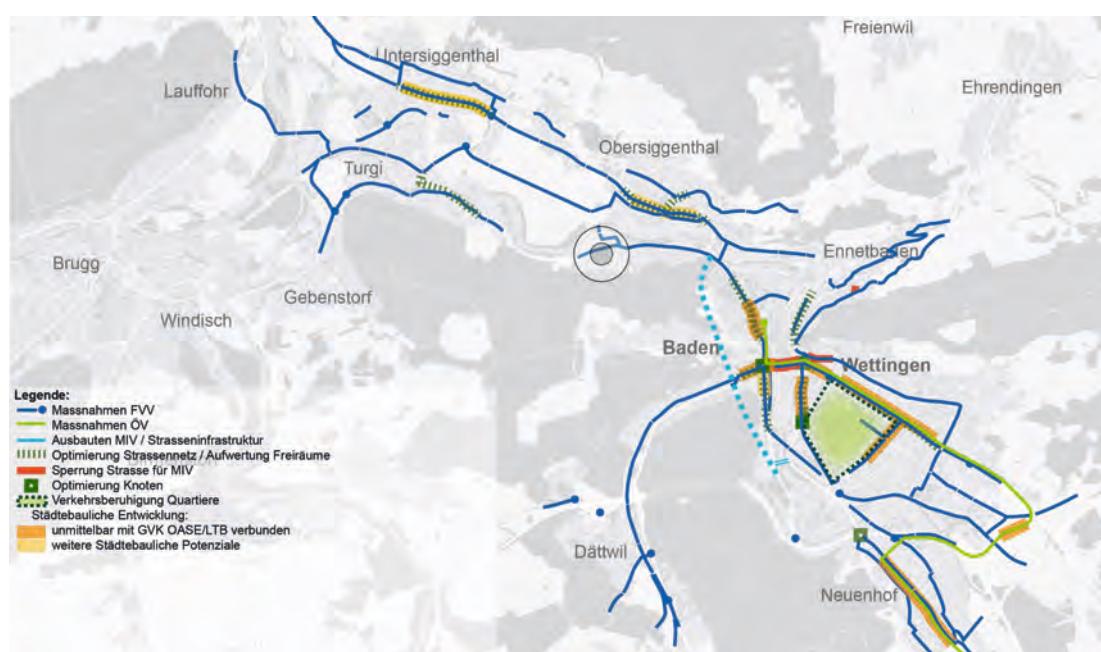 Freienwil
Untersiggenthal
Lauffohr
Ehrendingen
Obersiggenthal
Turgi
Ennetbaden
Brugg
Gebenstorf
Windisch
Baden
Wettingen
Legende:
Massnahmen FVV
Massnahmen ÖV
Ausbauten MIV / Strasseninfrastruktur
Optimierung Strassennetz / Aufwertung Freiräume
Sperrung Strasse für MIV
Optimierung Knoten
Verkehrsberuhigung Quartiere
Städtebauliche Entwicklung:
unmittelbar mit GVK OASE/LTB verbunden
weitere Städtebauliche Potenziale
Dättwil
Neuenhof